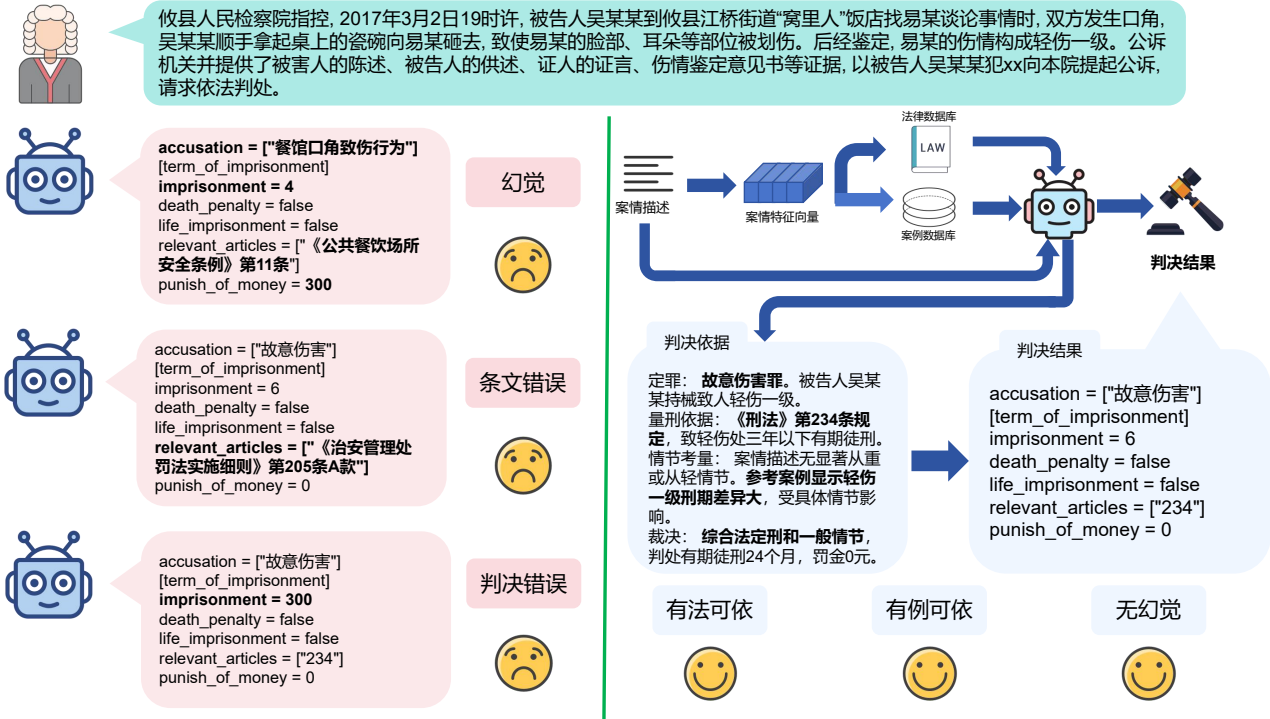 攸县人民检察院指控, 2017年3月2日19时许, 被告人吴某某到攸县江桥街道“窝里人”饭店找易某谈论事情时, 双方发生口角,
吴某某顺手拿起桌上的瓷碗向易某砸去, 致使易某的脸部、耳朵等部位被划伤。后经鉴定, 易某的伤情构成轻伤一级。公诉
机关并提供了被害人的陈述、被告人的供述、证人的证言、伤情鉴定意见书等证据, 以被告人吴某某犯xx向本院提起公诉,
请求依法判处。
accusation = ["餐馆口角致伤行为"]
[term_of_imprisonment]
imprisonment = 4
death_penalty = false
life_imprisonment = false
relevant_articles = ["《公共餐饮场所
安全条例》第11条"]
punish_of_money = 300
幻觉
accusation = ["故意伤害"]
[term_of_imprisonment]
imprisonment = 6
death_penalty = false
life_imprisonment = false
relevant_articles = ["《治安管理处
罚法实施细则》第205条A款"]
punish_of_money = 0
条文错误
accusation = ["故意伤害"]
[term_of_imprisonment]
imprisonment = 300
death_penalty = false
life_imprisonment = false
relevant_articles = ["234"]
punish_of_money = 0
判决错误
案情描述
案情特征向量
法律数据库
LAW
案例数据库
判决结果
判决依据
定罪： 故意伤害罪。被告人吴某
某持械致人轻伤一级。
量刑依据：《刑法》第234条规
定，致轻伤处三年以下有期徒刑。
情节考量： 案情描述无显著从重
或从轻情节。参考案例显示轻伤
一级刑期差异大，受具体情节影
响。
裁决： 综合法定刑和一般情节，
判处有期徒刑24个月，罚金0元。
判决结果
accusation = ["故意伤害"]
[term_of_imprisonment]
imprisonment = 6
death_penalty = false
life_imprisonment = false
relevant_articles = ["234"]
punish_of_money = 0
有法可依
有例可依
无幻觉